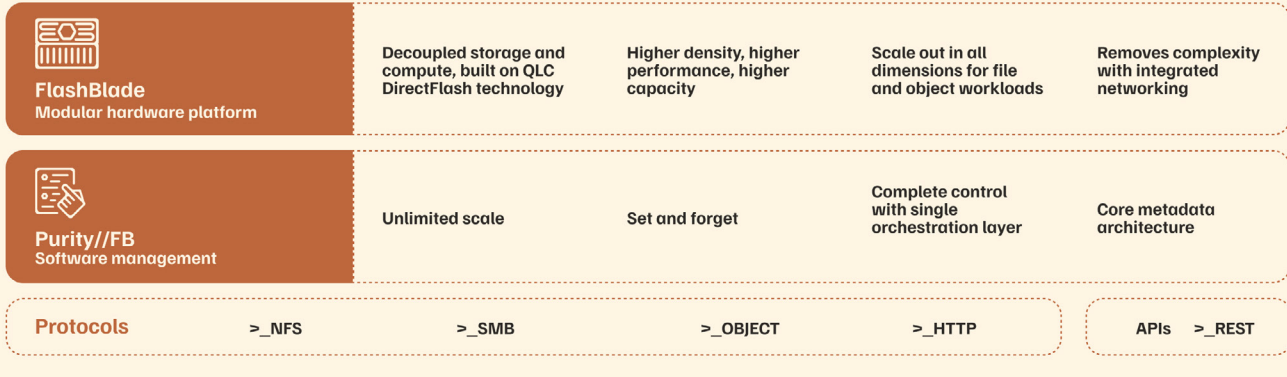 FlashBlade
Modular hardware platform
Decoupled storage and
compute, built on QLC
DirectFlash technology
Higher density, higher
performance, higher
capacity
Scale out in all
dimensions for file
and object workloads
Removes complexity
with integrated
networking
Purity//FB
Software management
Unlimited scale
Set and forget
Complete control
with single
orchestration layer
Core metadata
architecture
Protocols >_NFS >_SMB >_OBJECT >_HTTP
APIs >_REST